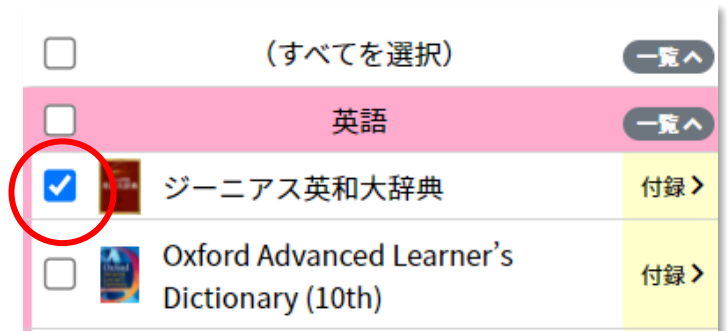 (すべてを選択) 一覧へ
英語 一覧へ
ジーニアス英和大辞典 付録
Oxford Advanced Learner’s
Dictionary (10th) 付録